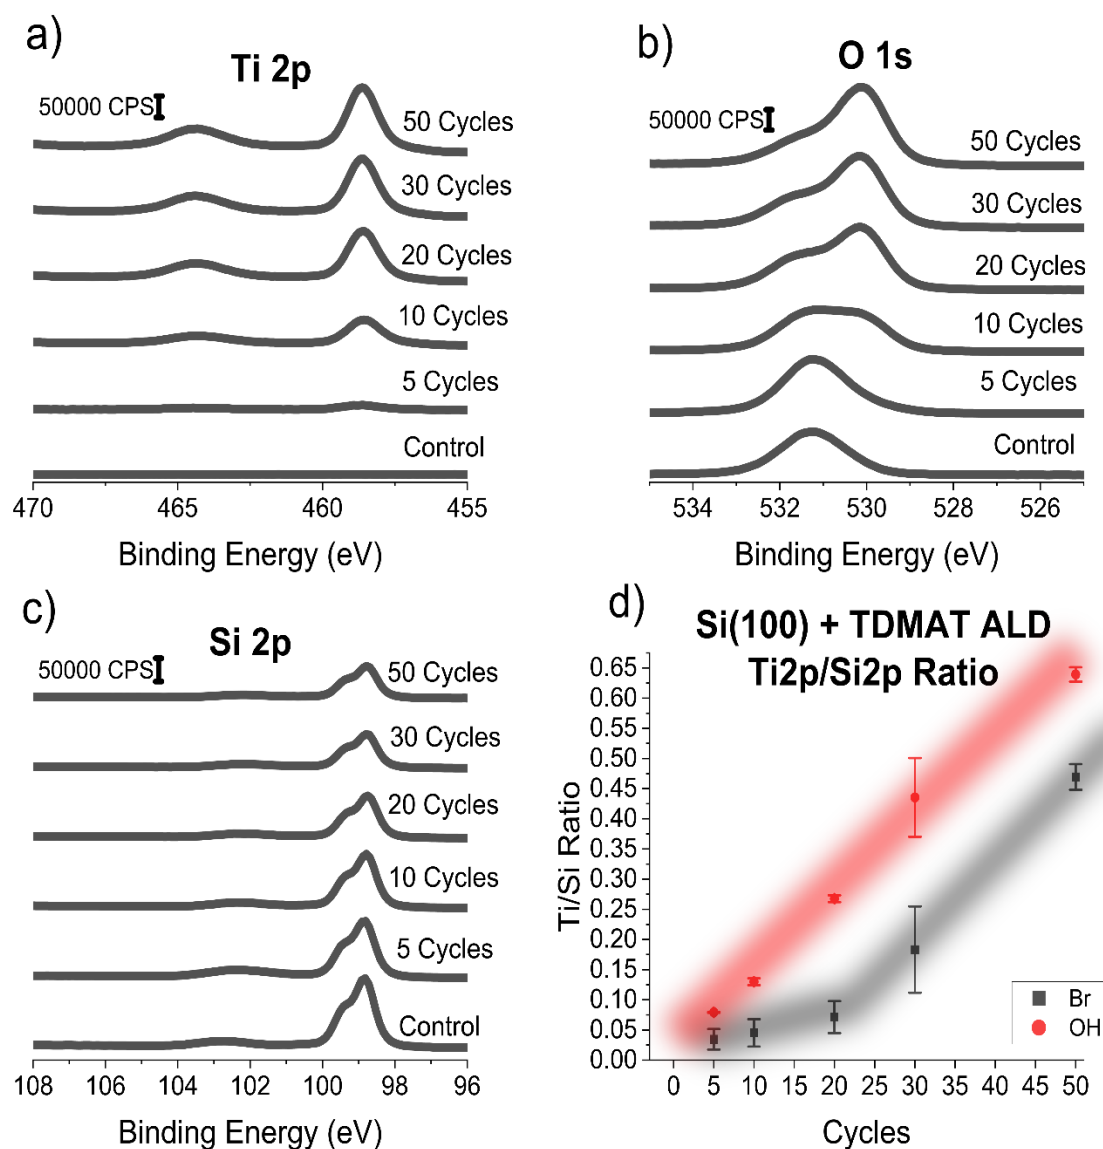 a)
Ti 2p
50000 CPS
50 Cycles
30 Cycles
20 Cycles
10 Cycles
5 Cycles
Control
470 465 460 455
Binding Energy (eV)
b)
O 1s
50000 CPS
50 Cycles
30 Cycles
20 Cycles
10 Cycles
5 Cycles
Control
534 532 530 528 526
Binding Energy (eV)
c)
Si 2p
50000 CPS
50 Cycles
30 Cycles
20 Cycles
10 Cycles
5 Cycles
Control
108 106 104 102 100 98 96
Binding Energy (eV)
d)
Si(100) + TDMAT ALD
Ti2p/Si2p Ratio
Ti/Si Ratio
0.65
0.60
0.55
0.50
0.45
0.40
0.35
0.30
0.25
0.20
0.15
0.10
0.05
0.00
Br
OH
0 5 10 15 20 25 30 35 40 45 50
Cycles